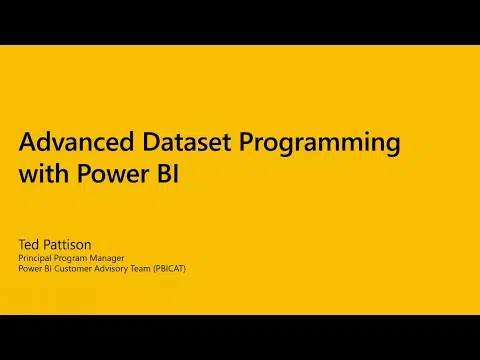 Advanced Dataset Programming
with Power BI
Ted Pattison
Principal Program Manager
Power BI Customer Advisory Team (PBICAT)